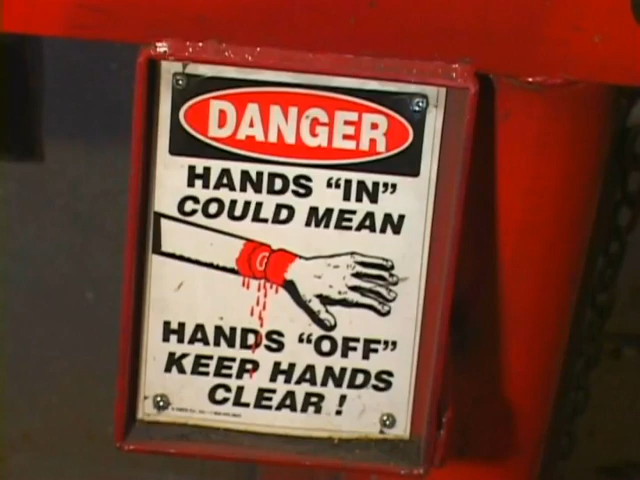 DANGER
HANDS “IN”
COULD MEAN
HANDS “OFF”
KEEP HANDS
CLEAR !